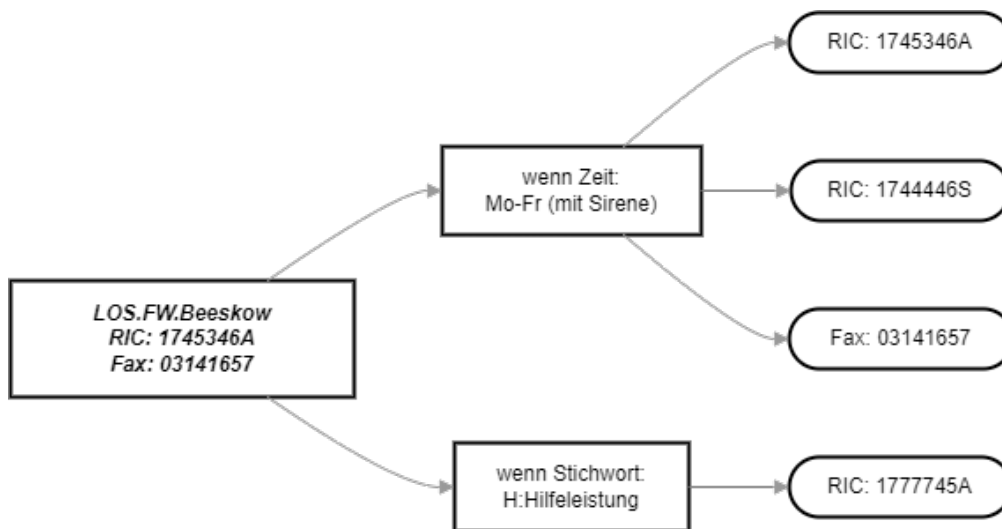 LOS.FW.Beeskow
RIC: 1745346A
Fax: 03141657
wenn Zeit:
Mo-Fr (mit Sirene)
RIC: 1745346A
RIC: 1744446S
Fax: 03141657
wenn Stichwort:
H:Hilfeleistung
RIC: 1777745A